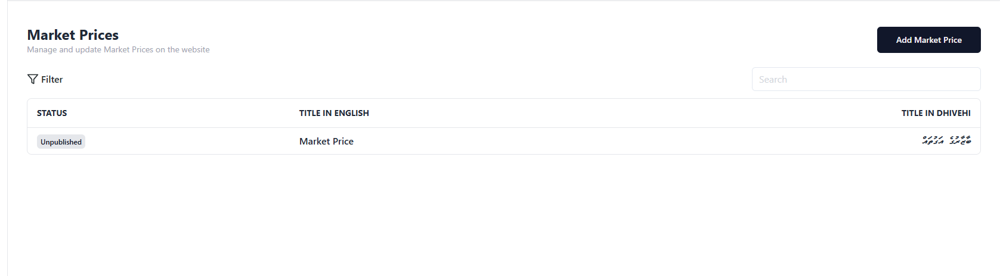 Market Prices
Manage and update Market Prices on the website
Add Market Price
Filter
Search
STATUS
TITLE IN ENGLISH
TITLE IN DHIVEHI
Unpublished
Market Price
ބާޒާރުގެ އަގުތައް